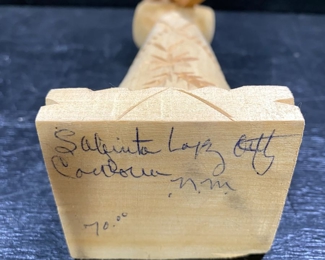 Sabinita Lopez Ortiz
Cordova
N.M.
70.00